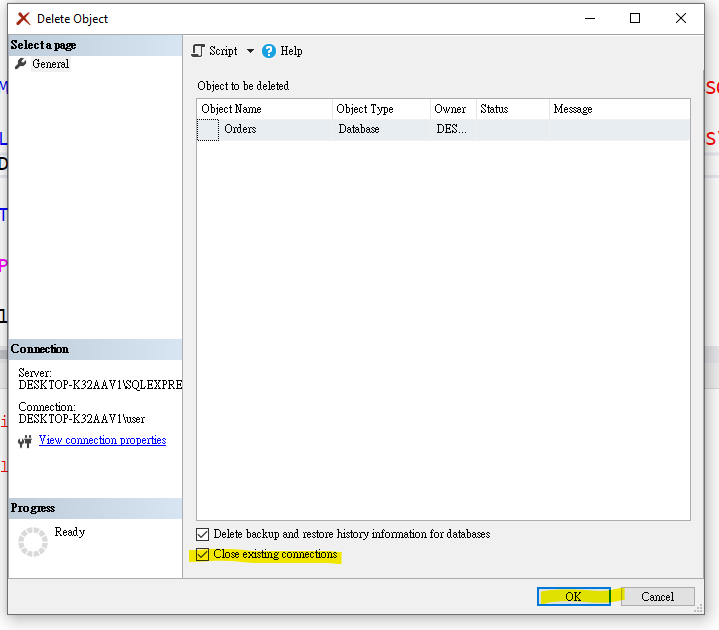 Delete Object
Select a page
General
Script
Help
Object to be deleted
Object Name Object Type Owner Status Message
Orders Database DES...
Connection
Server:
DESKTOP-K32AAV1\SQLEXPRE
Connection:
DESKTOP-K32AAV1\user
View connection properties
Progress
Ready
Delete backup and restore history information for databases
Close existing connections
OK Cancel